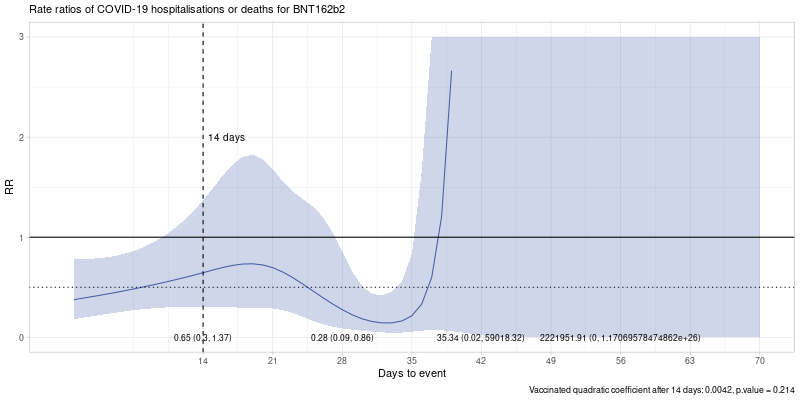 Rate ratios of COVID-19 hospitalisations or deaths for BNT162b2
3
2
14 days
RR
1
0
0.65 (0.3, 1.37)
0.28 (0.09, 0.86)
35.34 (0.02, 59018.32)
2221951.91 (0, 1.17069578474862e+26)
14
21
28
35
42
49
56
63
70
Days to event
Vaccinated quadratic coefficient after 14 days: 0.0042, p.value = 0.214